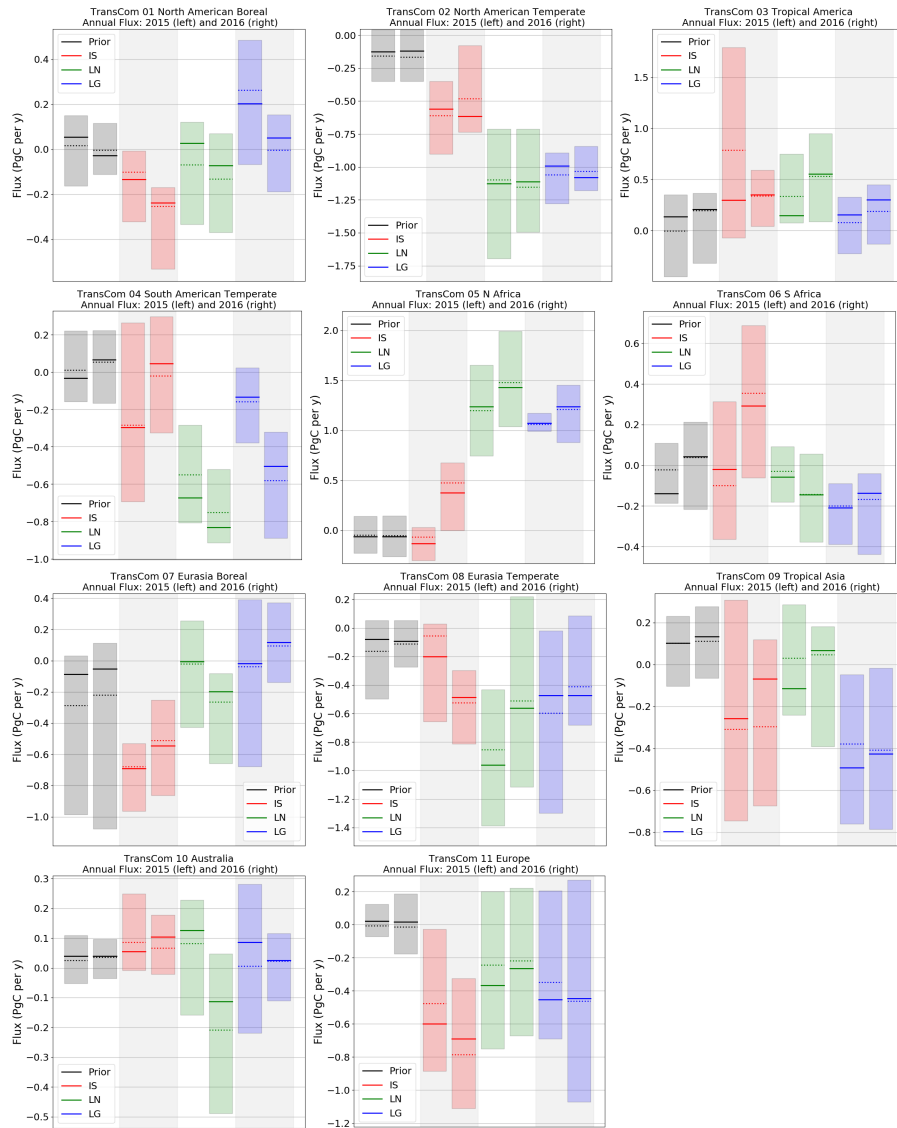 TransCom 01 North American Boreal
Annual Flux: 2015 (left) and 2016 (right)
Flux (PgC per y)
0.4
0.2
0.0
−0.2
−0.4
Prior
IS
LN
LG
TransCom 02 North American Temperate
Annual Flux: 2015 (left) and 2016 (right)
Flux (PgC per y)
0.00
−0.25
−0.50
−0.75
−1.00
−1.25
−1.50
−1.75
Prior
IS
LN
LG
TransCom 03 Tropical America
Annual Flux: 2015 (left) and 2016 (right)
Flux (PgC per y)
1.5
1.0
0.5
0.0
Prior
IS
LN
LG
TransCom 04 South American Temperate
Annual Flux: 2015 (left) and 2016 (right)
Flux (PgC per y)
0.2
0.0
−0.2
−0.4
−0.6
−0.8
−1.0
Prior
IS
LN
LG
TransCom 05 N Africa
Annual Flux: 2015 (left) and 2016 (right)
Flux (PgC per y)
2.0
1.5
1.0
0.5
0.0
Prior
IS
LN
LG
TransCom 06 S Africa
Annual Flux: 2015 (left) and 2016 (right)
Flux (PgC per y)
0.6
0.4
0.2
0.0
−0.2
−0.4
Prior
IS
LN
LG
TransCom 07 Eurasia Boreal
Annual Flux: 2015 (left) and 2016 (right)
Flux (PgC per y)
0.4
0.2
0.0
−0.2
−0.4
−0.6
−0.8
−1.0
Prior
IS
LN
LG
TransCom 08 Eurasia Temperate
Annual Flux: 2015 (left) and 2016 (right)
Flux (PgC per y)
0.2
0.0
−0.2
−0.4
−0.6
−0.8
−1.0
−1.2
−1.4
Prior
IS
LN
LG
TransCom 09 Tropical Asia
Annual Flux: 2015 (left) and 2016 (right)
Flux (PgC per y)
0.4
0.2
0.0
−0.2
−0.4
−0.6
−0.8
Prior
IS
LN
LG
TransCom 10 Australia
Annual Flux: 2015 (left) and 2016 (right)
Flux (PgC per y)
0.3
0.2
0.1
0.0
−0.1
−0.2
−0.3
−0.4
−0.5
Prior
IS
LN
LG
TransCom 11 Europe
Annual Flux: 2015 (left) and 2016 (right)
Flux (PgC per y)
0.2
0.0
−0.2
−0.4
−0.6
−0.8
−1.0
−1.2
Prior
IS
LN
LG